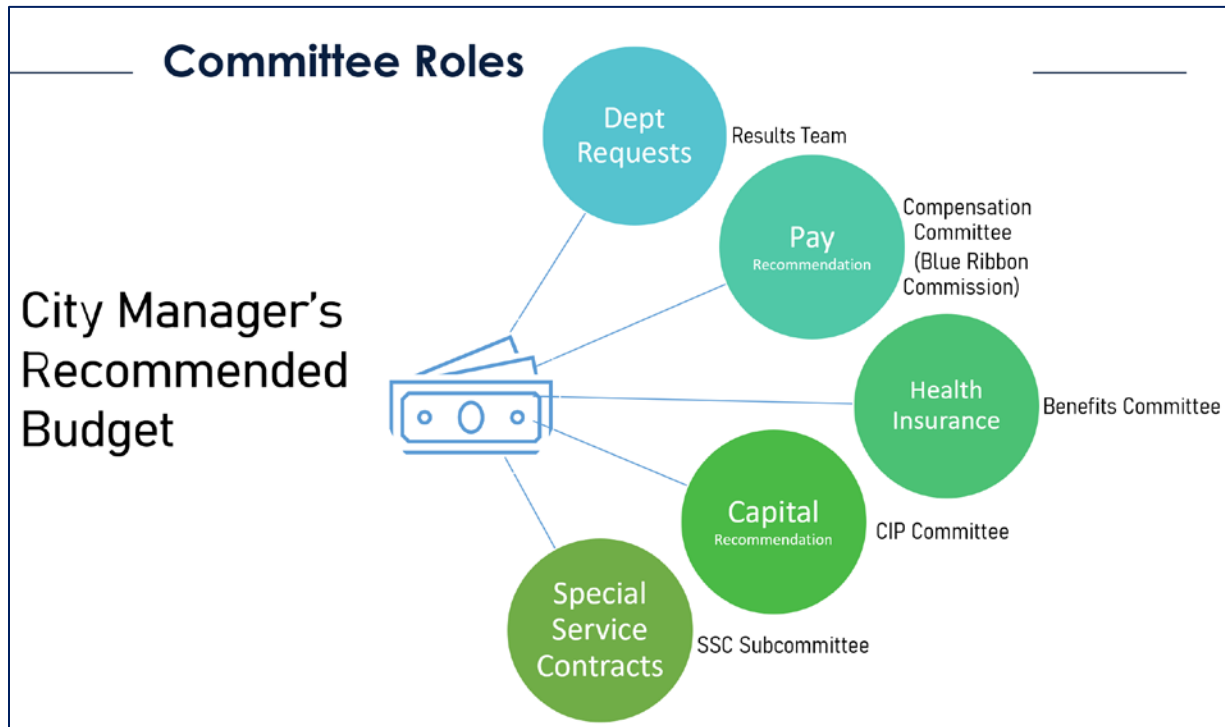 Committee Roles
Dept
Requests
Results Team
Pay
Recommendation
Compensation
Committee
(Blue Ribbon
Commission)
City Manager's
Recommended
Budget
Health
Insurance
Benefits Committee
Capital
Recommendation
CIP Committee
Special
Service
Contracts
SSC Subcommittee